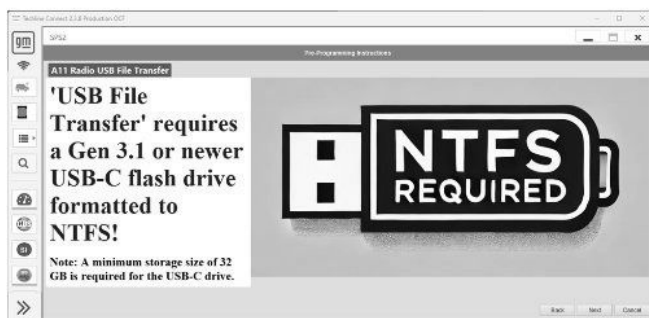 Techline Connect 2.3.8 Production OCT
gm
SPS2
Pre-Programming Instructions
A11 Radio USB File Transfer
'USB File
Transfer' requires
a Gen 3.1 or newer
USB-C flash drive
formatted to
NTFS!
Note: A minimum storage size of 32
GB is required for the USB-C drive.
NTFS
REQUIRED
SI
Back Next Cancel